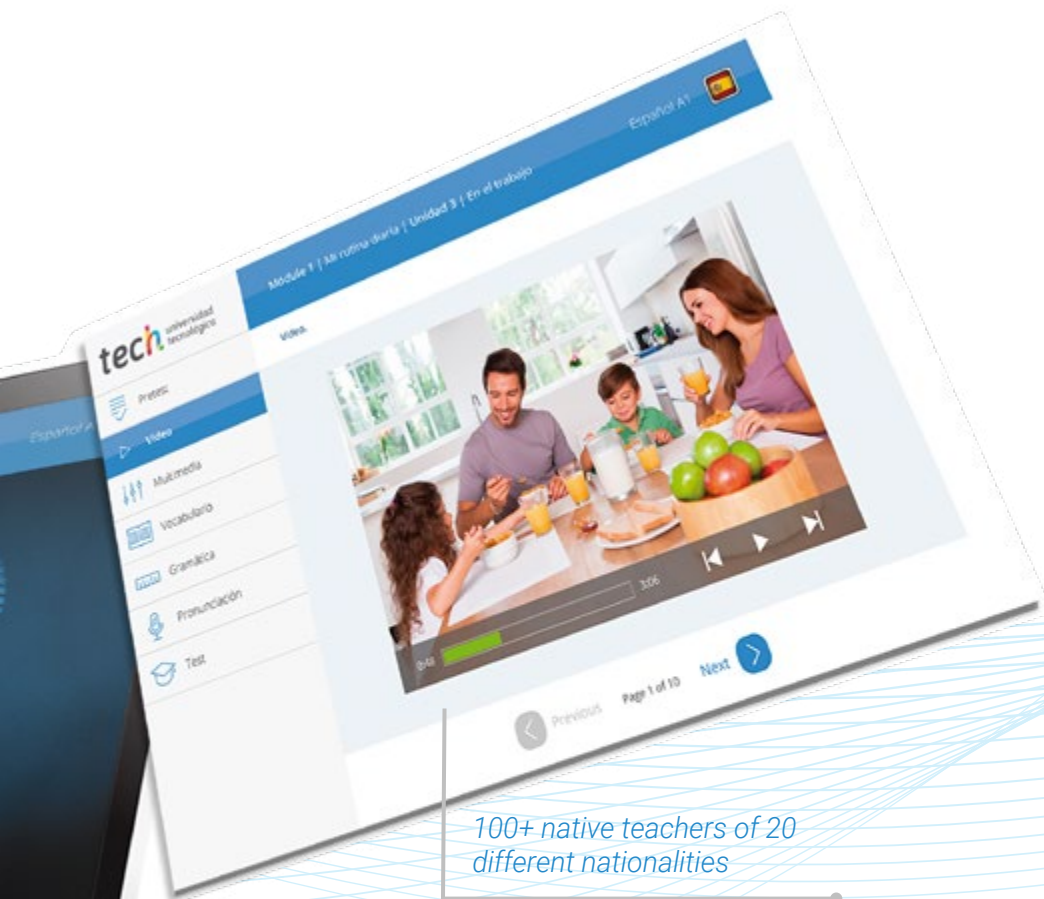 Español A1
Module 1 | Mi rutina diaria | Unidad 3 | En el trabajo
tech universidad
tecnológica
Video
Pretest
Video
Multimedia
Vocabulario
Gramática
Pronunciación
Test
0:48
3:06
Previous
Page 1 of 10
Next
Español
100+ native teachers of 20
different nationalities